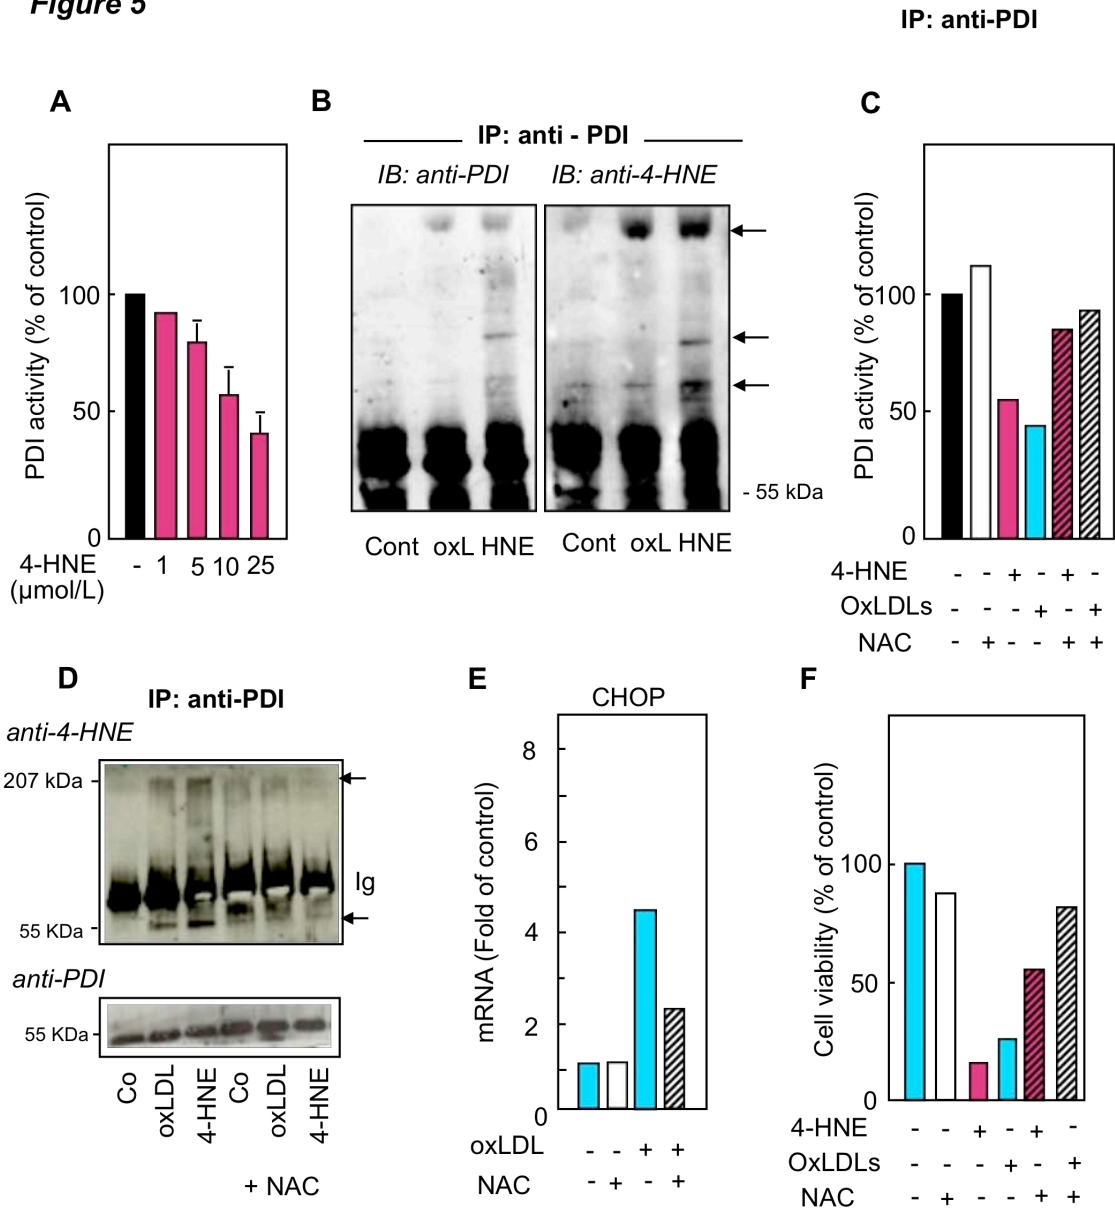 Figure 5
IP: anti-PDI
A
PDI activity (% of control)
100
50
0
4-HNE - 1 5 10 25
(µmol/L)
B
IP: anti - PDI
IB: anti-PDI IB: anti-4-HNE
- 55 kDa
Cont oxL HNE Cont oxL HNE
C
PDI activity (% of control)
100
50
0
4-HNE - - + - + -
OxLDLs - - - + - +
NAC - + - - + +
D
IP: anti-PDI
anti-4-HNE
207 kDa
Ig
55 KDa
anti-PDI
55 KDa
Co oxLDL 4-HNE Co oxLDL 4-HNE
+ NAC
E
CHOP
mRNA (Fold of control)
8
6
4
2
0
oxLDL - - + +
NAC - + - +
F
Cell viability (% of control)
100
50
0
4-HNE - - + - + -
OxLDLs - - - + - +
NAC - + - - + +